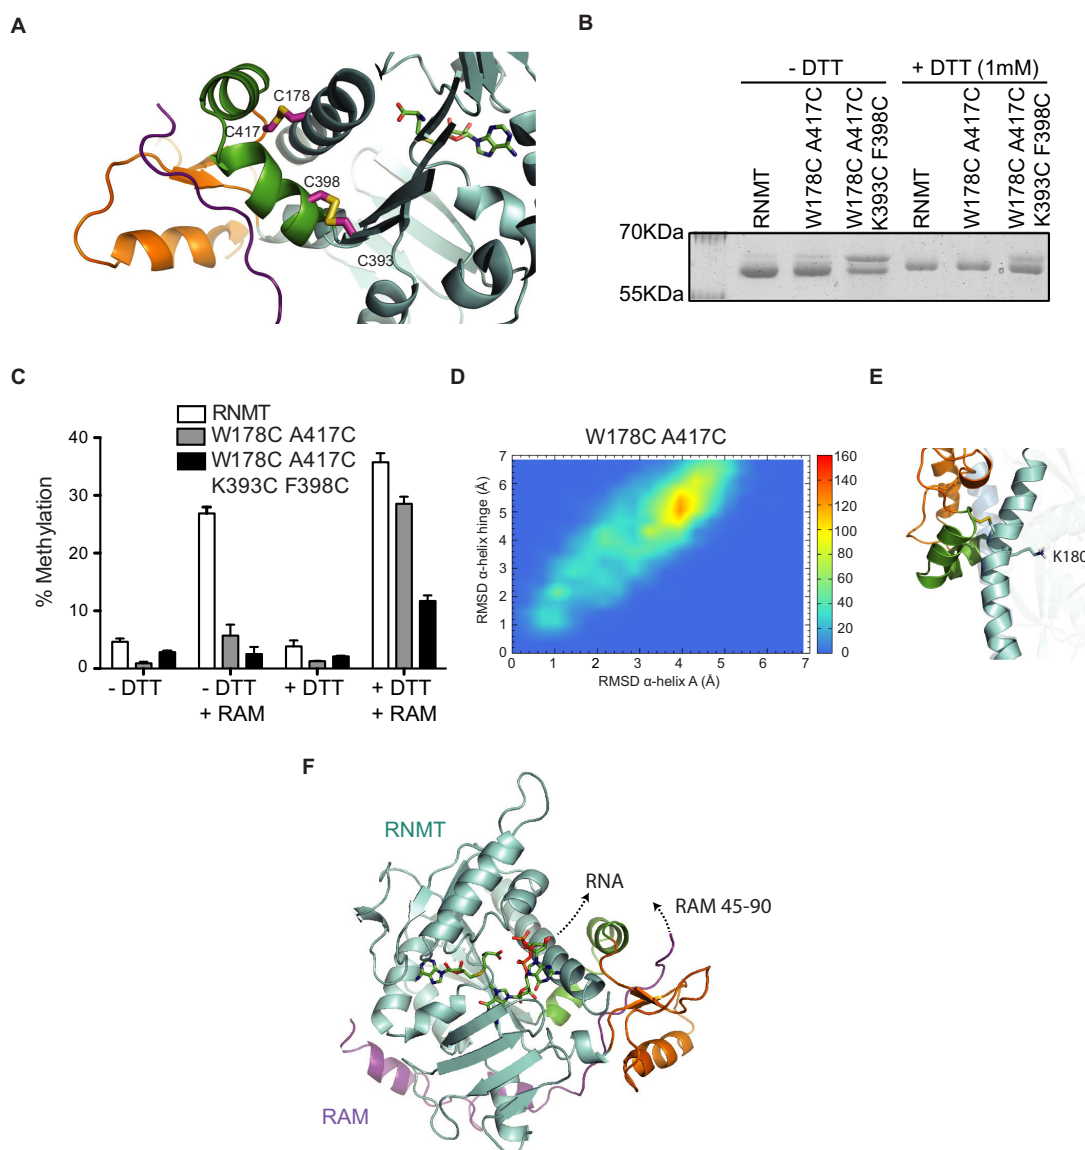 A
C178
C417
C398
C393
B
- DTT
+ DTT (1mM)
RNMT
W178C A417C
W178C A417C
K393C F398C
RNMT
W178C A417C
W178C A417C
K393C F398C
70KDa
55KDa
C
RNMT
W178C A417C
W178C A417C
K393C F398C
% Methylation
40
30
20
10
0
- DTT
- DTT
+ RAM
+ DTT
+ DTT
+ RAM
D
W178C A417C
RMSD α-helix hinge (Å)
7
6
5
4
3
2
1
0
0 1 2 3 4 5 6 7
RMSD α-helix A (Å)
160
140
120
100
80
60
40
20
0
E
K180
F
RNMT
RNA
RAM 45-90
RAM